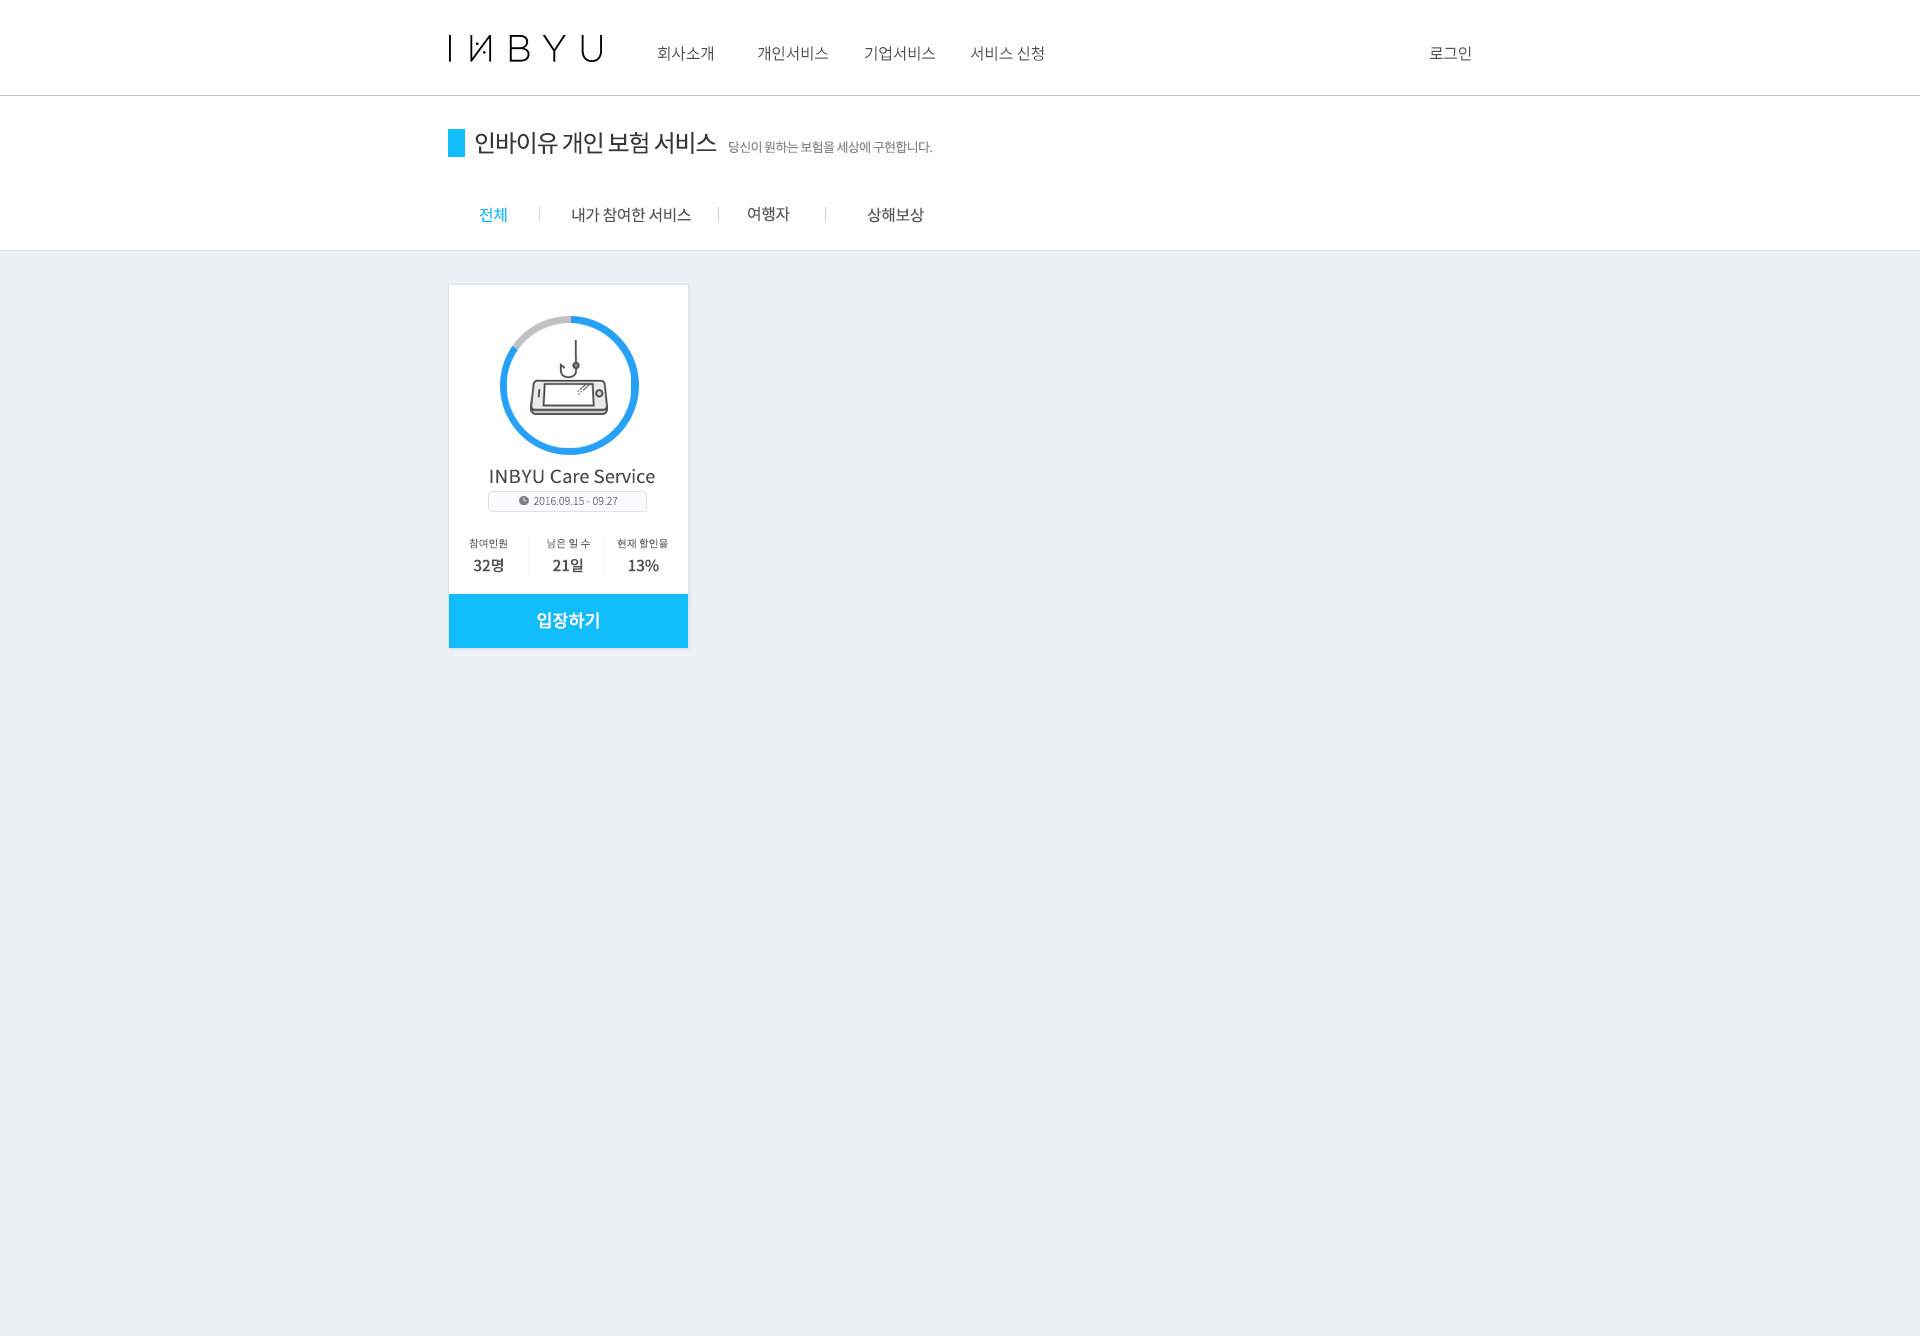 INBYU 회사소개 개인서비스 기업서비스 서비스 신청 로그인
인바이유 개인 보험 서비스 당신이 원하는 보험을 세상에 구현합니다.
전체 내가 참여한 서비스 여행자 상해보상
INBYU Care Service
2016.09.15 - 09.27
참여인원 남은 일 수 현재 할인율
32명 21일 13%
입장하기